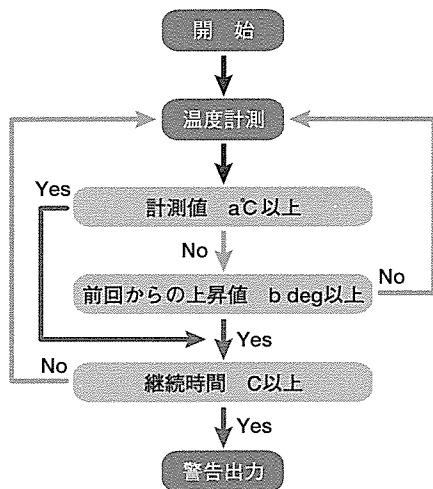 開 始
温度計測
Yes
計測値 a℃以上
No
前回からの上昇値 b deg以上
No
Yes
No
継続時間 C以上
Yes
警告出力